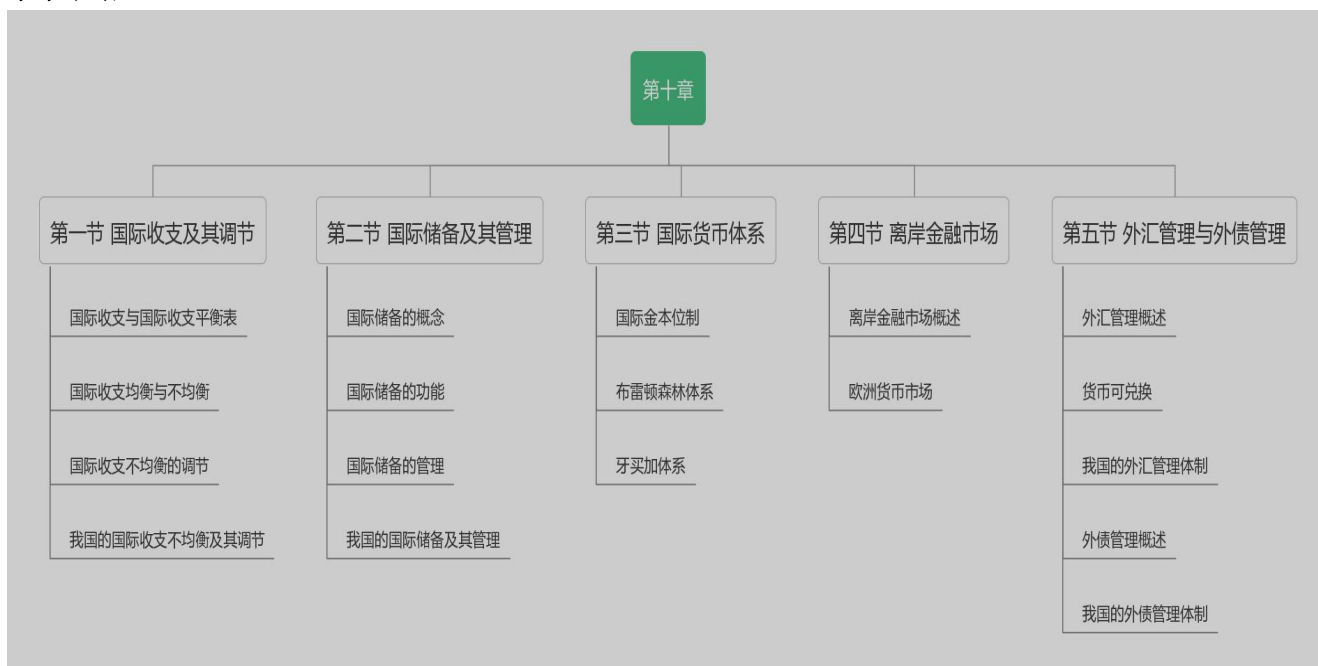 第十章
第一节 国际收支及其调节
国际收支与国际收支平衡表
国际收支均衡与不均衡
国际收支不均衡的调节
我国的国际收支不均衡及其调节
第二节 国际储备及其管理
国际储备的概念
国际储备的功能
国际储备的管理
我国的国际储备及其管理
第三节 国际货币体系
国际金本位制
布雷顿森林体系
牙买加体系
第四节 离岸金融市场
离岸金融市场概述
欧洲货币市场
第五节 外汇管理与外债管理
外汇管理概述
货币可兑换
我国的外汇管理体制
外债管理概述
我国的外债管理体制